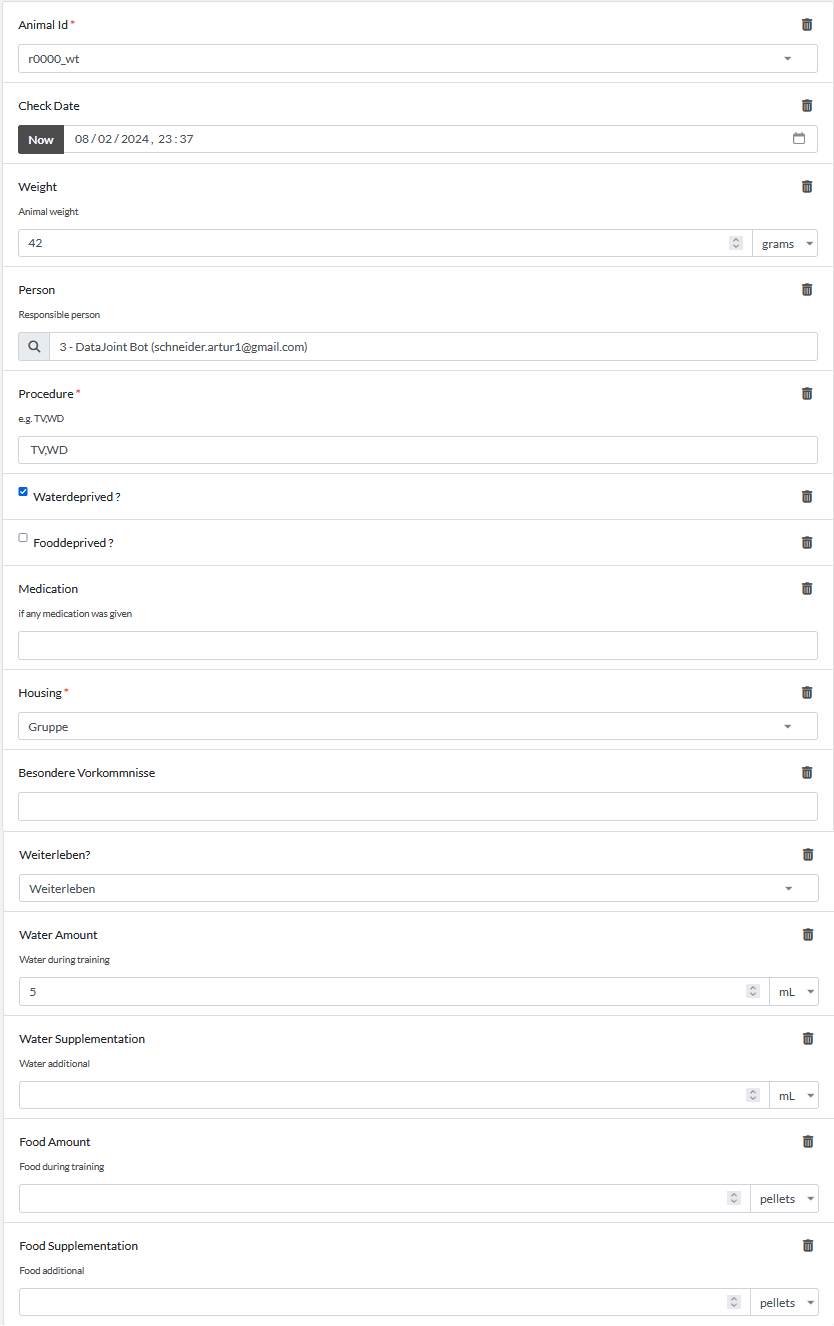 Animal Id *
r0000_wt
Check Date
Now 08/02/2024, 23:37
Weight
Animal weight
42 grams
Person
Responsible person
3 - DataJoint Bot (schneider.artur1@gmail.com)
Procedure *
e.g. TV,WD
TV,WD
Waterdeprived ?
Fooddeprived ?
Medication
if any medication was given
Housing *
Gruppe
Besondere Vorkommnisse
Weiterleben?
Weiterleben
Water Amount
Water during training
5 mL
Water Supplementation
Water additional
mL
Food Amount
Food during training
pellets
Food Supplementation
Food additional
pellets